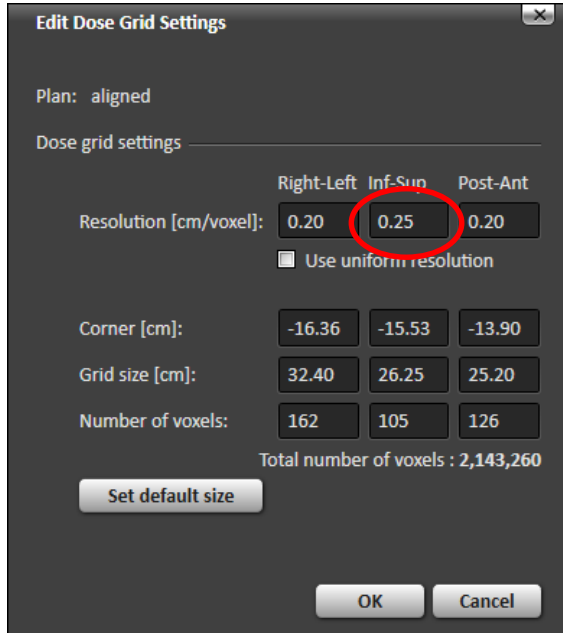 Edit Dose Grid Settings
Plan: aligned
Dose grid settings
Right-Left Inf-Sup Post-Ant
Resolution [cm/voxel]: 0.20 0.25 0.20
Use uniform resolution
Corner [cm]: -16.36 -15.53 -13.90
Grid size [cm]: 32.40 26.25 25.20
Number of voxels: 162 105 126
Total number of voxels : 2,143,260
Set default size
OK Cancel